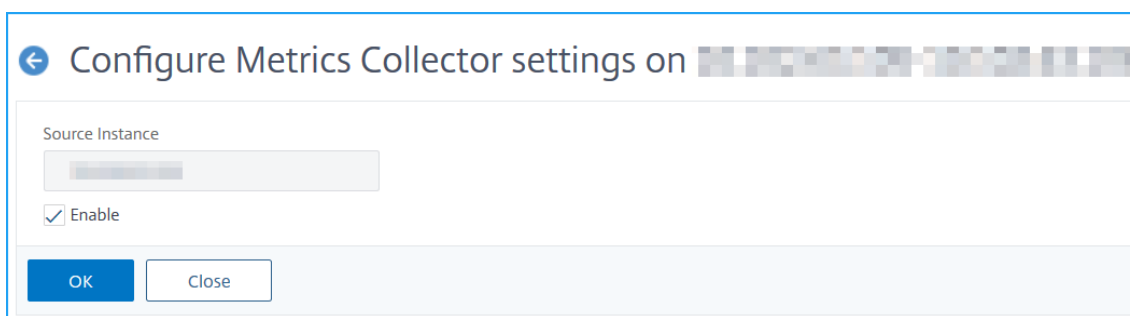 Configure Metrics Collector settings on
Source Instance
Enable
OK
Close